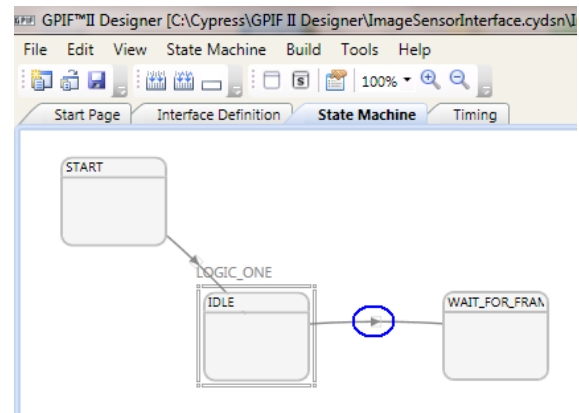 GPIF™II Designer [C:\Cypress\GPIF II Designer\ImageSensorInterface.cydsn\
File Edit View State Machine Build Tools Help
100%
Start Page Interface Definition State Machine Timing
START
LOGIC_ONE
IDLE
WAIT_FOR_FRAM